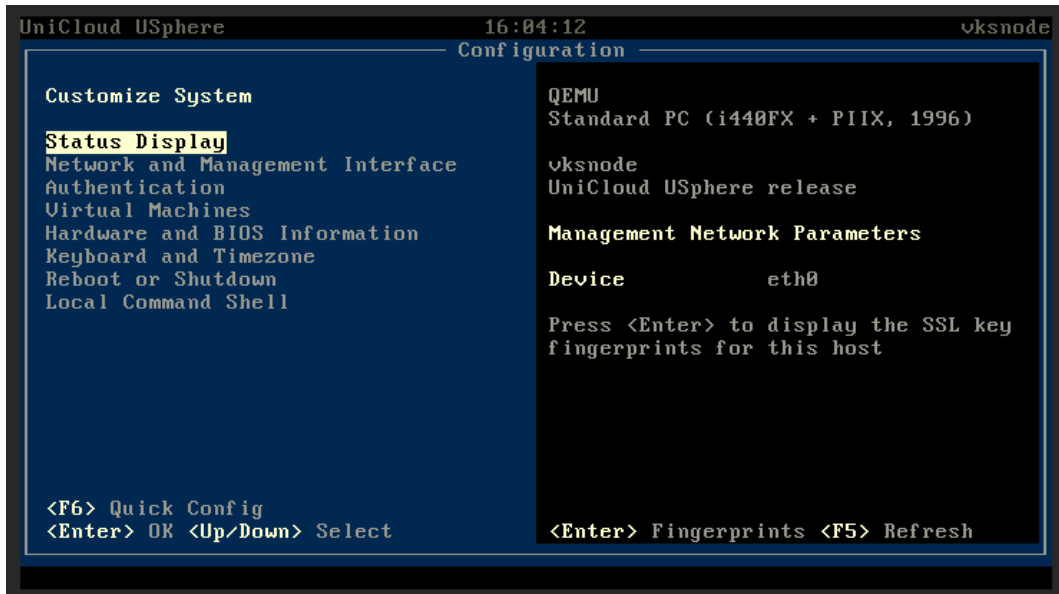 UniCloud USphere 16:04:12 vksnode
Configuration
Customize System
Status Display
Network and Management Interface
Authentication
Virtual Machines
Hardware and BIOS Information
Keyboard and Timezone
Reboot or Shutdown
Local Command Shell
<F6> Quick Config
<Enter> OK <Up/Down> Select
QEMU
Standard PC (i440FX + PIIX, 1996)
vksnode
UniCloud USphere release
Management Network Parameters
Device eth0
Press <Enter> to display the SSL key
fingerprints for this host
<Enter> Fingerprints <F5> Refresh